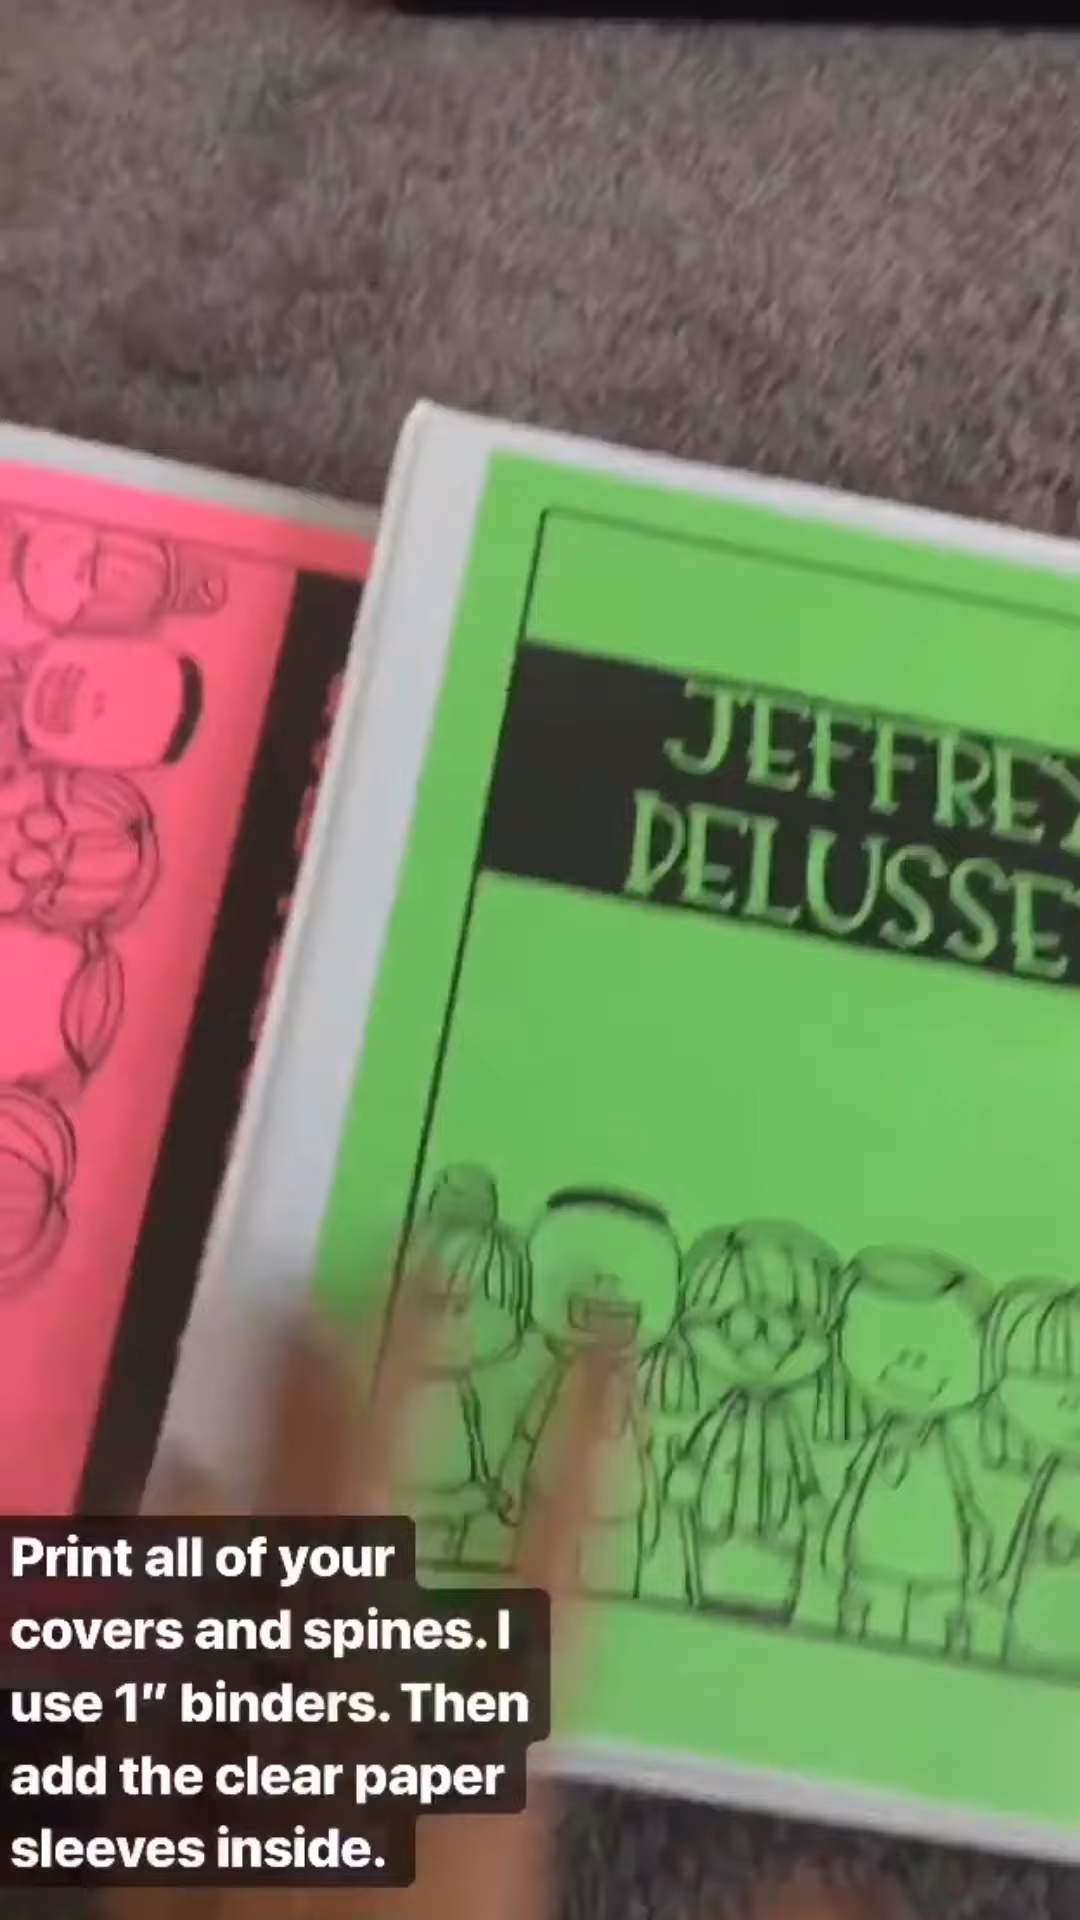 JEFFREY
DELUSSE
Print all of your
covers and spines. I
use 1" binders. Then
add the clear paper
sleeves inside.